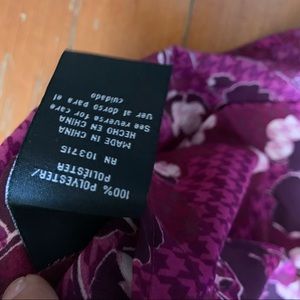 100% POLYESTER/
POLIÉSTER
RN 103715
MADE IN CHINA
HECHO EN CHINA
See reverse for care
Ver al dorso para el
cuidado